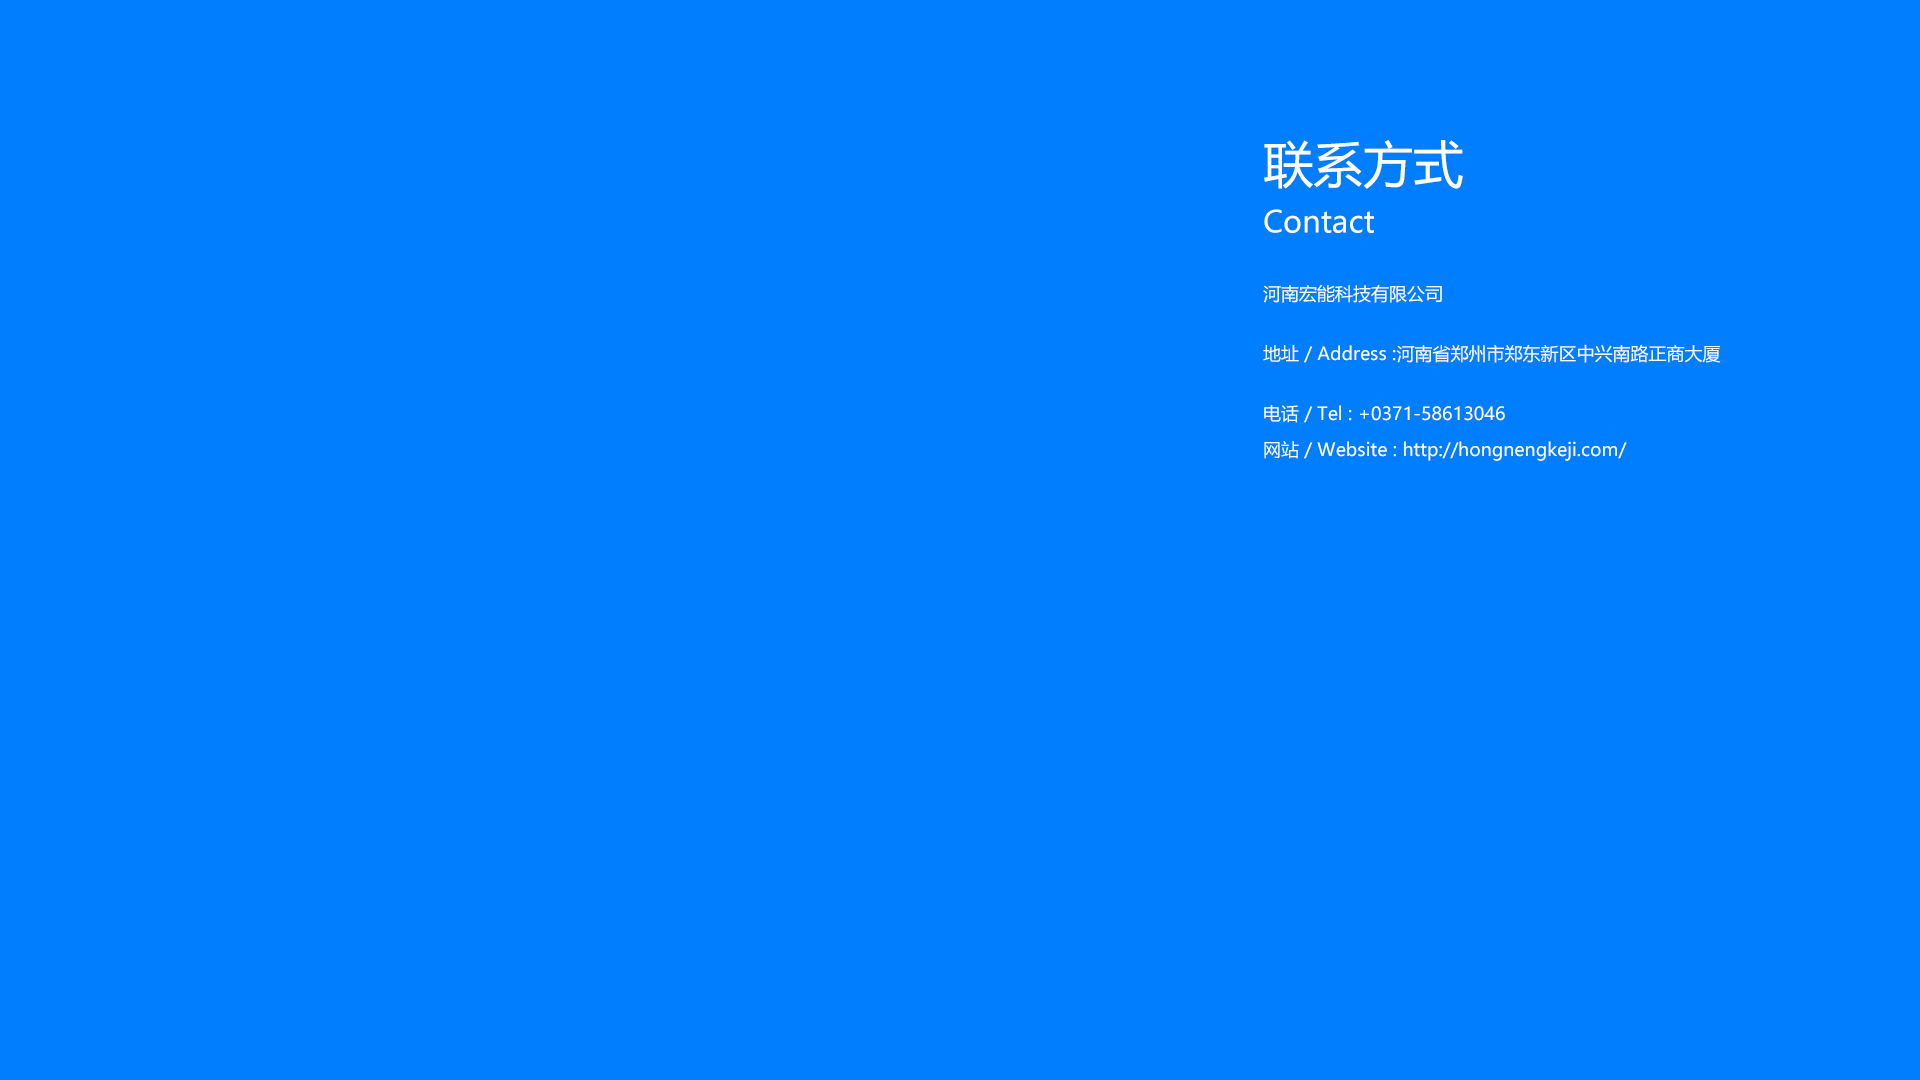 联系方式
Contact
河南宏能科技有限公司
地址 / Address :河南省郑州市郑东新区中兴南路正商大厦
电话 / Tel : +0371-58613046
网站 / Website : http://hongnengkeji.com/